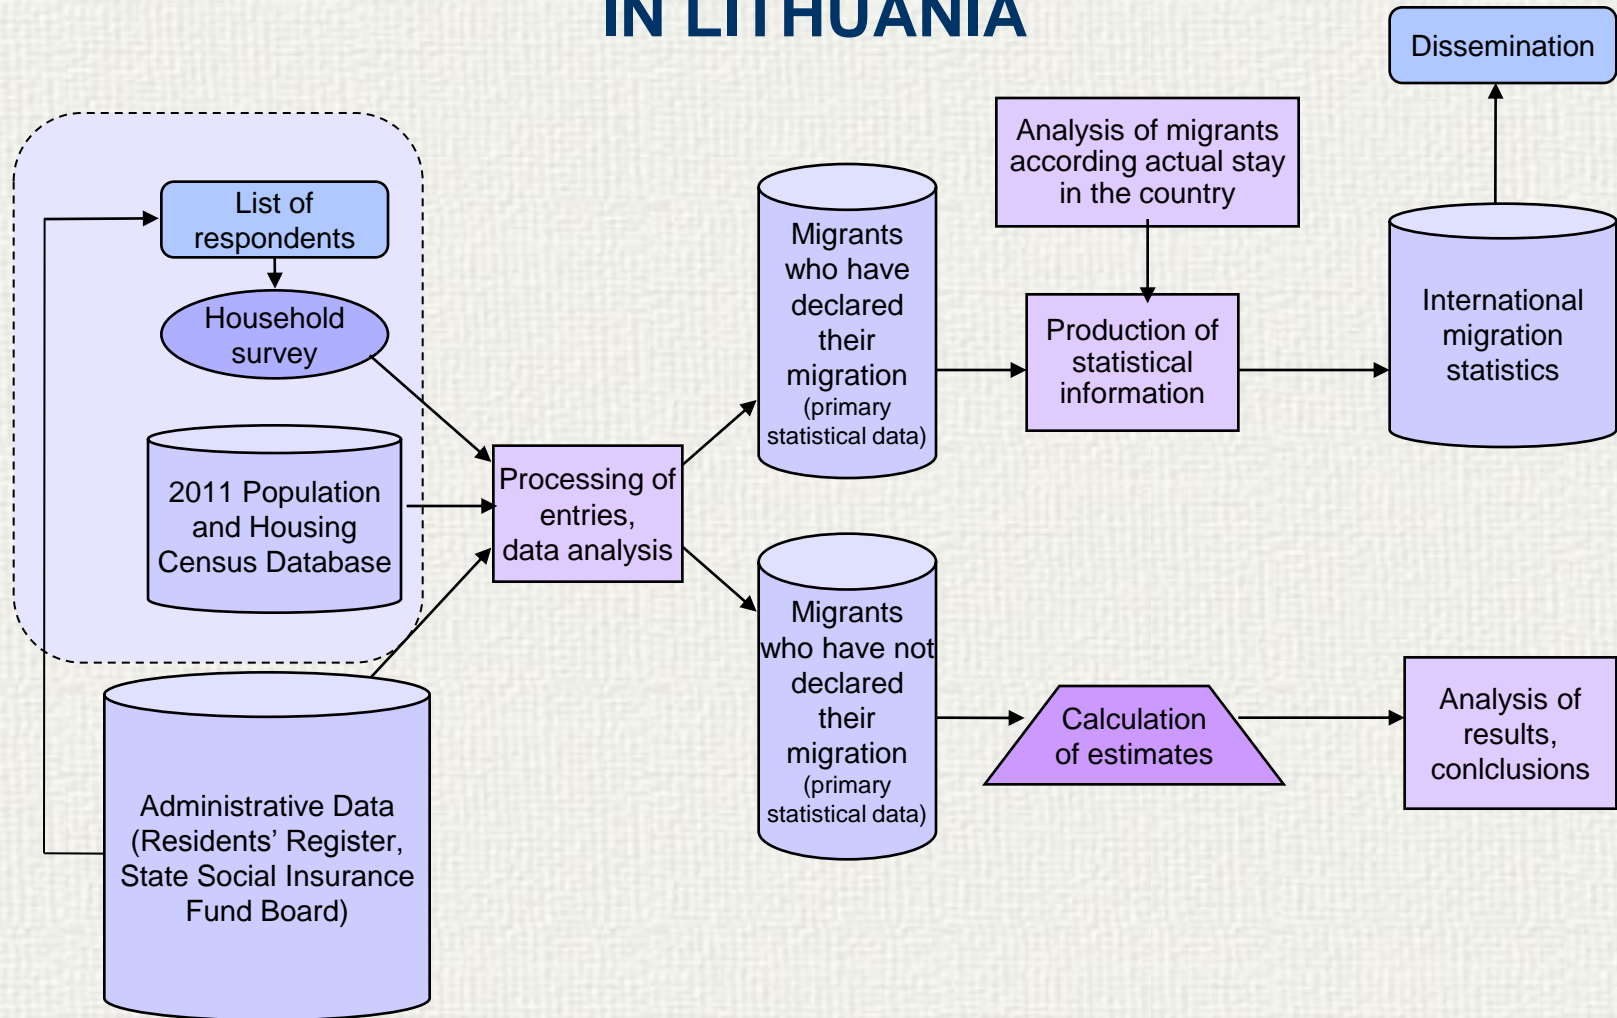 IN LITHUANIA
Dissemination
Analysis of migrants
according actual stay
in the country
List of
respondents
Migrants
who have
declared
their
migration
(primary
statistical data)
Household
survey
Production of
statistical
information
International
migration
statistics
2011 Population
and Housing
Census Database
Processing of
entries,
data analysis
Migrants
who have not
declared
their
migration
(primary
statistical data)
Calculation
of estimates
Analysis of
results,
conlclusions
Administrative Data
(Residents’ Register,
State Social Insurance
Fund Board)